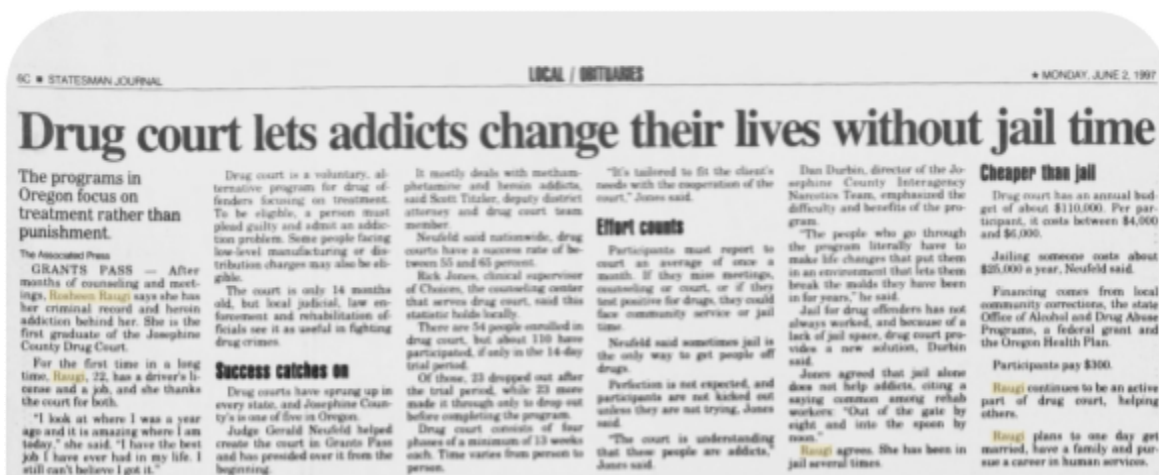 6C ★ STATESMAN JOURNAL
LOCAL / OBITUARIES
★ MONDAY, JUNE 2, 1997
Drug court lets addicts change their lives without jail time
The programs in
Oregon focus on
treatment rather than
punishment.
The Associated Press
GRANTS PASS — After
months of counseling and meet-
ings, Rosheen Raugi says she has
her criminal record and heroin
addiction behind her. She is the
first graduate of the Josephine
County Drug Court.
For the first time in a long
time, Raugi, 22, has a driver's li-
cense and a job, and she thanks
the court for both.
"I look at where I was a year
ago and it is amazing where I am
today," she said. "I have the best
job I have ever had in my life. I
still can't believe I got it."
Drug court is a voluntary, al-
ternative program for drug of-
fenders focusing on treatment.
To be eligible, a person must
plead guilty and admit an addic-
tion problem. Some people facing
low-level manufacturing or dis-
tribution charges may also be eli-
gible.
The court is only 14 months
old, but local judicial, law en-
forcement and rehabilitation of-
ficials see it as useful in fighting
drug crimes.
Success catches on
Drug courts have sprung up in
every state, and Josephine Coun-
ty's is one of five in Oregon.
Judge Gerald Neufeld helped
create the court in Grants Pass
and has presided over it from the
beginning.
It mostly deals with metham-
phetamine and heroin addicts,
said Scott Titzler, deputy district
attorney and drug court team
member.
Neufeld said nationwide, drug
courts have a success rate of be-
tween 55 and 65 percent.
Rick Jones, clinical supervisor
of Choices, the counseling center
that serves drug court, said this
statistic holds locally.
There are 54 people enrolled in
drug court, but about 110 have
participated, if only in the 14-day
trial period.
Of those, 23 dropped out after
the trial period, while 23 more
made it through only to drop out
before completing the program.
Drug court consists of four
phases of a minimum of 13 weeks
each. Time varies from person to
person.
"It's tailored to fit the client's
needs with the cooperation of the
court," Jones said.
Effort counts
Participants must report to
court an average of once a
month. If they miss meetings,
counseling or court, or if they
test positive for drugs, they could
face community service or jail
time.
Neufeld said sometimes jail is
the only way to get people off
drugs.
Perfection is not expected, and
participants are not kicked out
unless they are not trying, Jones
said.
"The court is understanding
that these people are addicts,"
Jones said.
Dan Durbin, director of the Jo-
sephine County Interagency
Narcotics Team, emphasized the
difficulty and benefits of the pro-
gram.
"The people who go through
the program literally have to
make life changes that put them
in an environment that lets them
break the molds they have been
in for years," he said.
Jail for drug offenders has not
always worked, and because of a
lack of jail space, drug court pro-
vides a new solution, Durbin
said.
Jones agreed that jail alone
does not help addicts, citing a
saying common among rehab
workers: "Out of the gate by
eight and into the spoon by
noon."
Raugi agrees. She has been in
jail several times.
Cheaper than jail
Drug court has an annual bud-
get of about $110,000. Per par-
ticipant, it costs between $4,000
and $6,000.
Jailing someone costs about
$25,000 a year, Neufeld said.
Financing comes from local
community corrections, the state
Office of Alcohol and Drug Abuse
Programs, a federal grant and
the Oregon Health Plan.
Participants pay $300.
Raugi continues to be an active
part of drug court, helping
others.
Raugi plans to one day get
married, have a family and pur-
sue a career in human services.